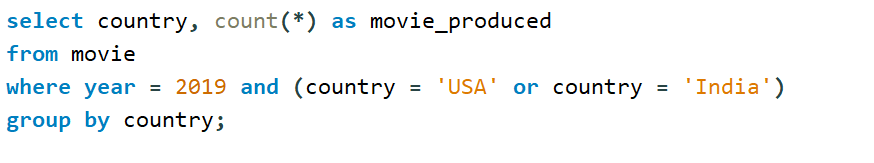 select country, count(*) as movie_produced
from movie
where year = 2019 and (country = 'USA' or country = 'India')
group by country;